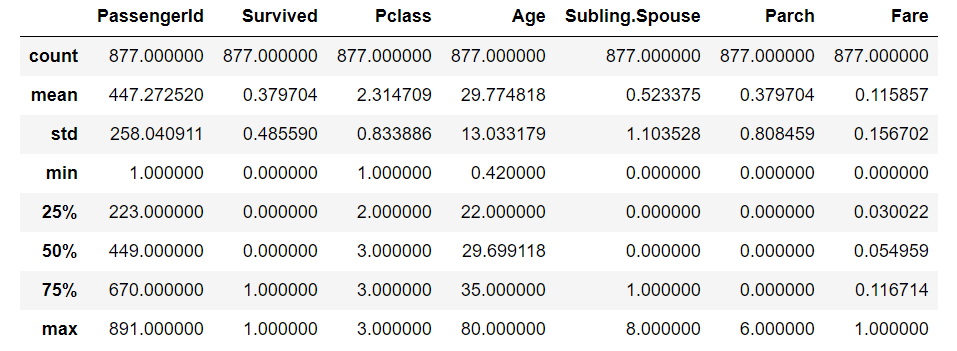 PassengerId Survived Pclass Age Subling.Spouse Parch Fare
count 877.000000 877.000000 877.000000 877.000000 877.000000 877.000000 877.000000
mean 447.272520 0.379704 2.314709 29.774818 0.523375 0.379704 0.115857
std 258.040911 0.485590 0.833886 13.033179 1.103528 0.808459 0.156702
min 1.000000 0.000000 1.000000 0.420000 0.000000 0.000000 0.000000
25% 223.000000 0.000000 2.000000 22.000000 0.000000 0.000000 0.030022
50% 449.000000 0.000000 3.000000 29.699118 0.000000 0.000000 0.054959
75% 670.000000 1.000000 3.000000 35.000000 1.000000 0.000000 0.116714
max 891.000000 1.000000 3.000000 80.000000 8.000000 6.000000 1.000000